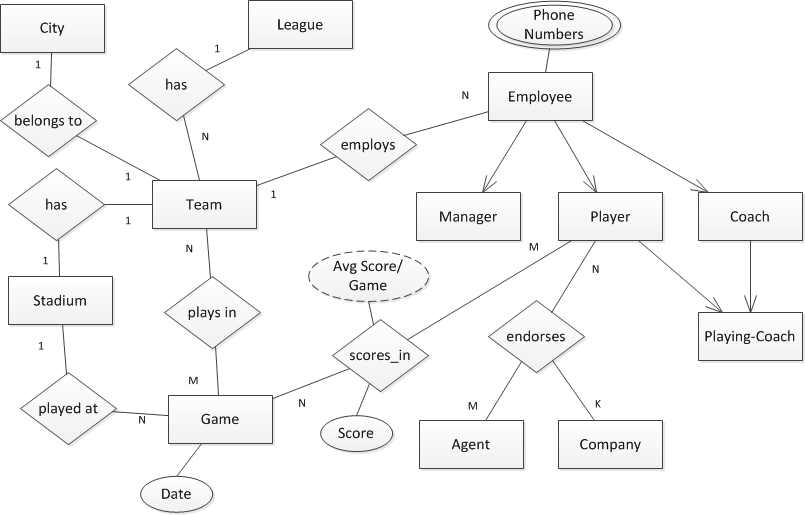 Phone
Numbers
City
League
1
1
has
N
Employee
belongs to
N
employs
1
1
has
Team
1
Manager
Player
Coach
1
N
M
N
Avg Score/
Game
Stadium
plays in
endorses
Playing-Coach
1
scores_in
M
N
M
K
played at
N
Game
Score
Agent
Company
Date